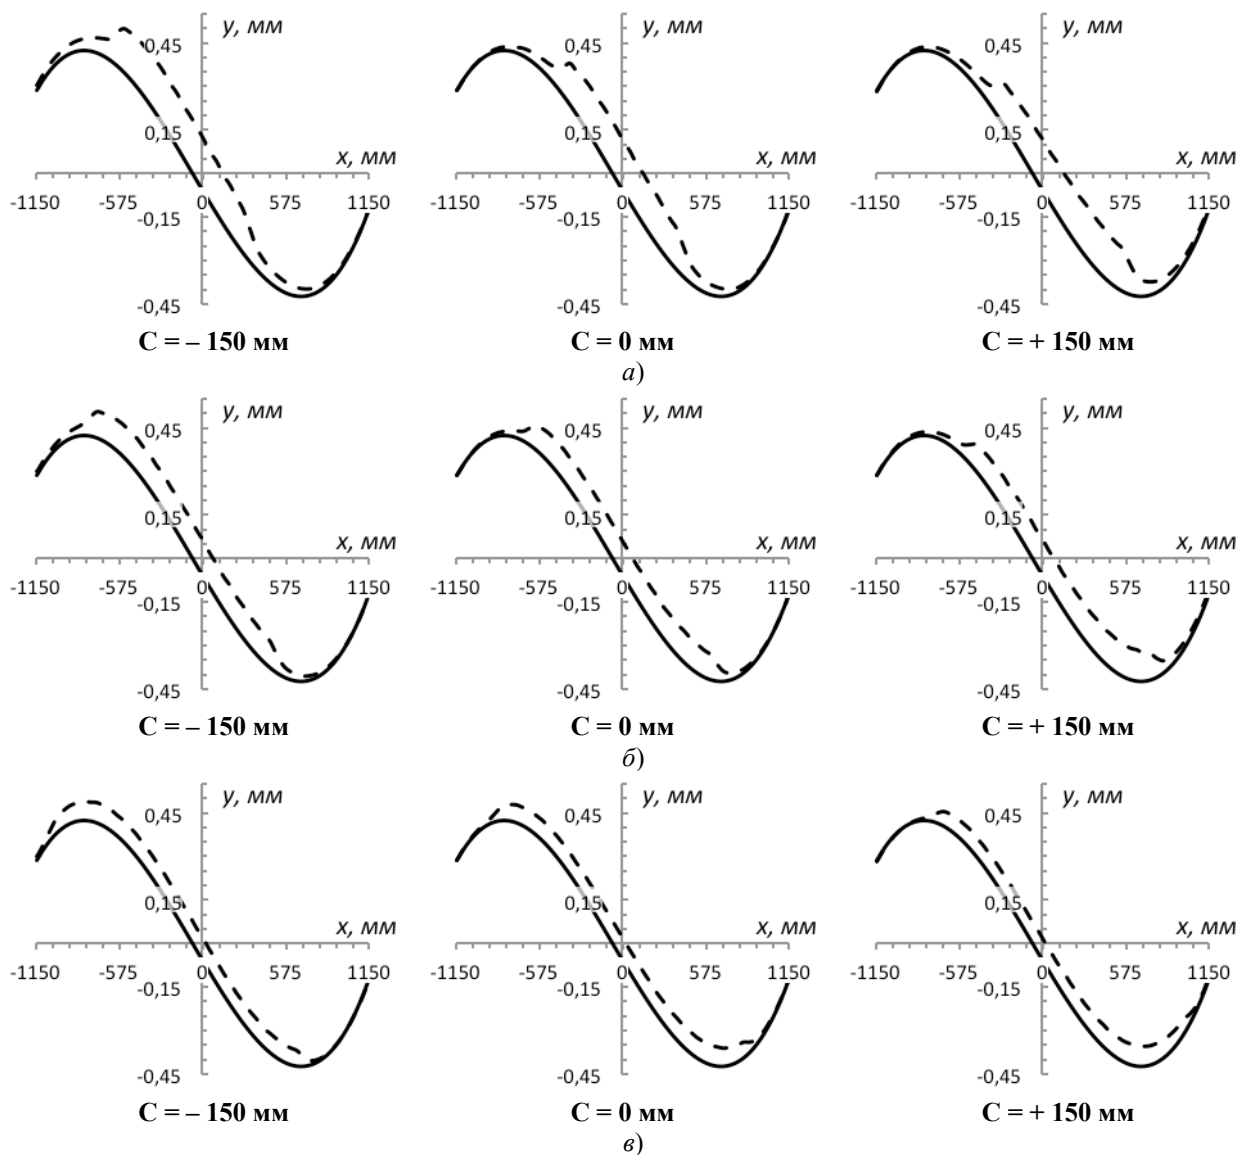 y, мм y, мм y, мм
0,45 0,45 0,45
0,15 0,15 0,15
x, мм x, мм x, мм
-1150 -575 0 575 1150 -1150 -575 0 575 1150 -1150 -575 0 575 1150
-0,15 -0,15 -0,15
-0,45 -0,45 -0,45
C = – 150 мм C = 0 мм C = + 150 мм
а)
y, мм y, мм y, мм
0,45 0,45 0,45
0,15 0,15 0,15
x, мм x, мм x, мм
-1150 -575 0 575 1150 -1150 -575 0 575 1150 -1150 -575 0 575 1150
-0,15 -0,15 -0,15
-0,45 -0,45 -0,45
C = – 150 мм C = 0 мм C = + 150 мм
б)
y, мм y, мм y, мм
0,45 0,45 0,45
0,15 0,15 0,15
x, мм x, мм x, мм
-1150 -575 0 575 1150 -1150 -575 0 575 1150 -1150 -575 0 575 1150
-0,15 -0,15 -0,15
-0,45 -0,45 -0,45
C = – 150 мм C = 0 мм C = + 150 мм
в)